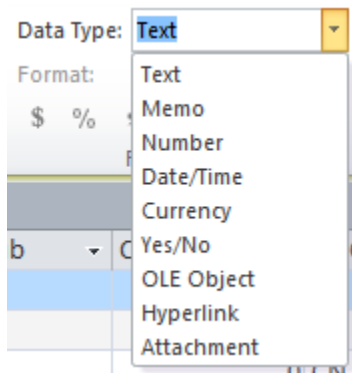 Data Type: Text
Format:
Text
$ %
Memo
Number
Date/Time
Currency
b
Yes/No
OLE Object
Hyperlink
Attachment